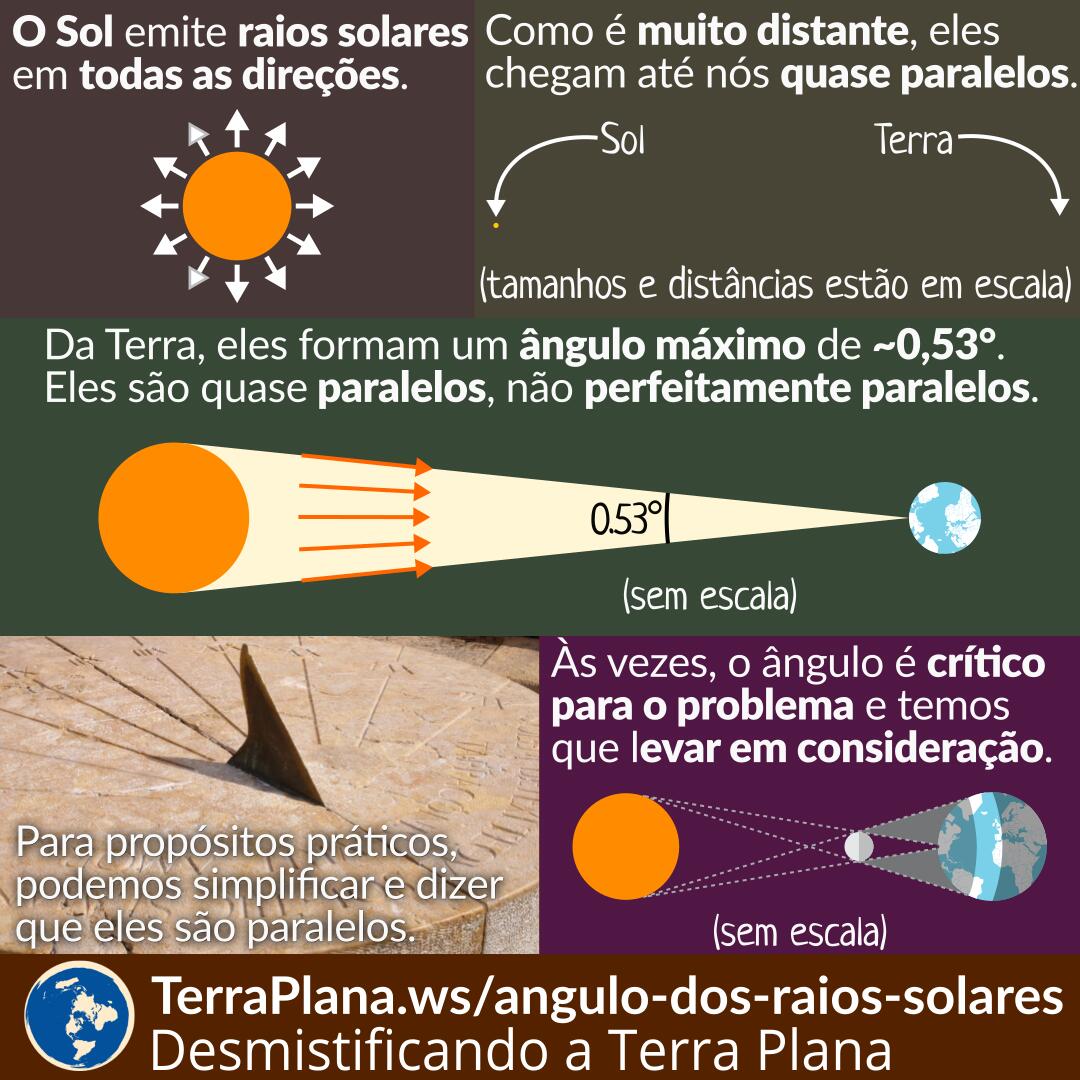 O Sol emite raios solares
em todas as direções.
Como é muito distante, eles
chegam até nós quase paralelos.
Sol
Terra
(tamanhos e distâncias estão em escala)
Da Terra, eles formam um ângulo máximo de ~0,53°.
Eles são quase paralelos, não perfeitamente paralelos.
0.53°
(sem escala)
Para propósitos práticos,
podemos simplificar e dizer
que eles são paralelos.
Às vezes, o ângulo é crítico
para o problema e temos
que levar em consideração.
(sem escala)
TerraPlana.ws/angulo-dos-raios-solares
Desmistificando a Terra Plana